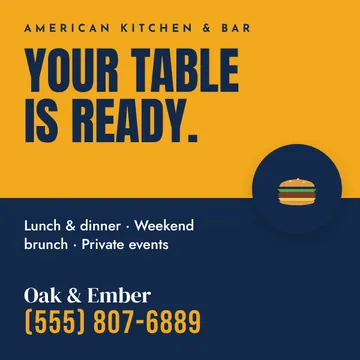 AMERICAN KITCHEN & BAR
YOUR TABLE
IS READY.
Lunch & dinner · Weekend
brunch · Private events
Oak & Ember
(555) 807-6889